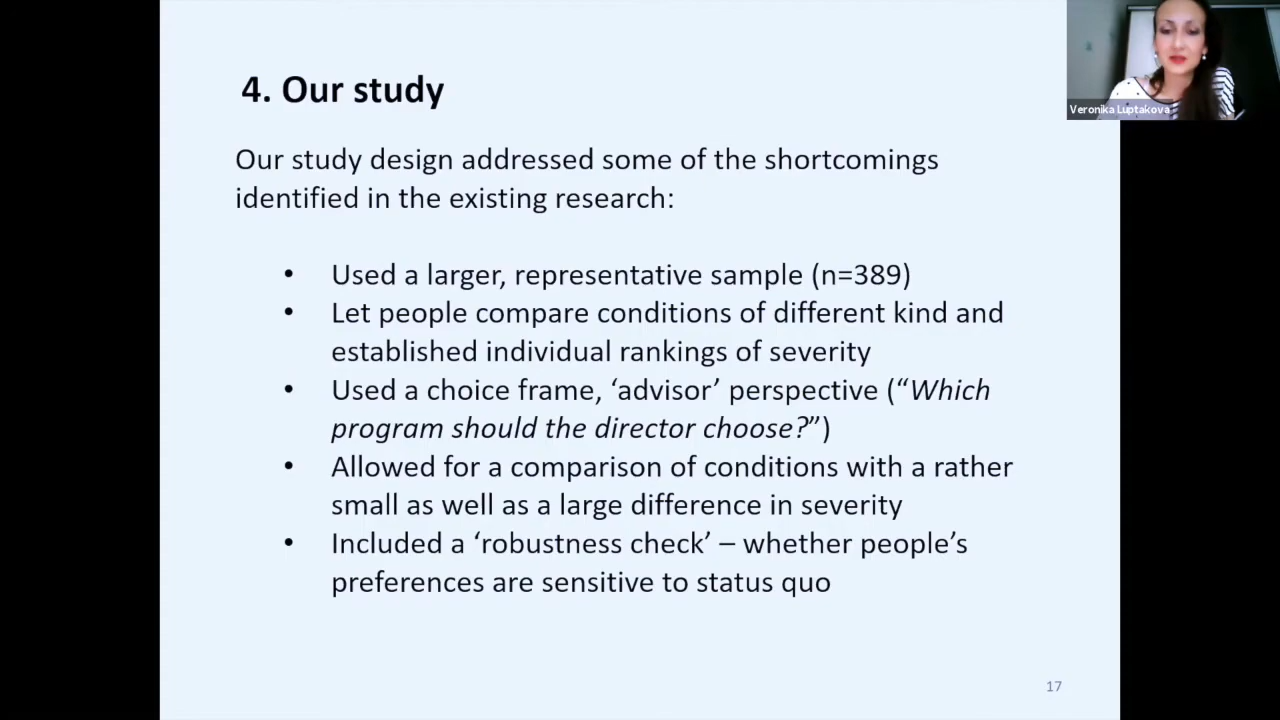 4. Our study
Veronika Luptakova
Our study design addressed some of the shortcomings
identified in the existing research:
• Used a larger, representative sample (n=389)
• Let people compare conditions of different kind and
established individual rankings of severity
• Used a choice frame, ‘advisor’ perspective (“Which
program should the director choose?”)
• Allowed for a comparison of conditions with a rather
small as well as a large difference in severity
• Included a ‘robustness check’ – whether people’s
preferences are sensitive to status quo
17